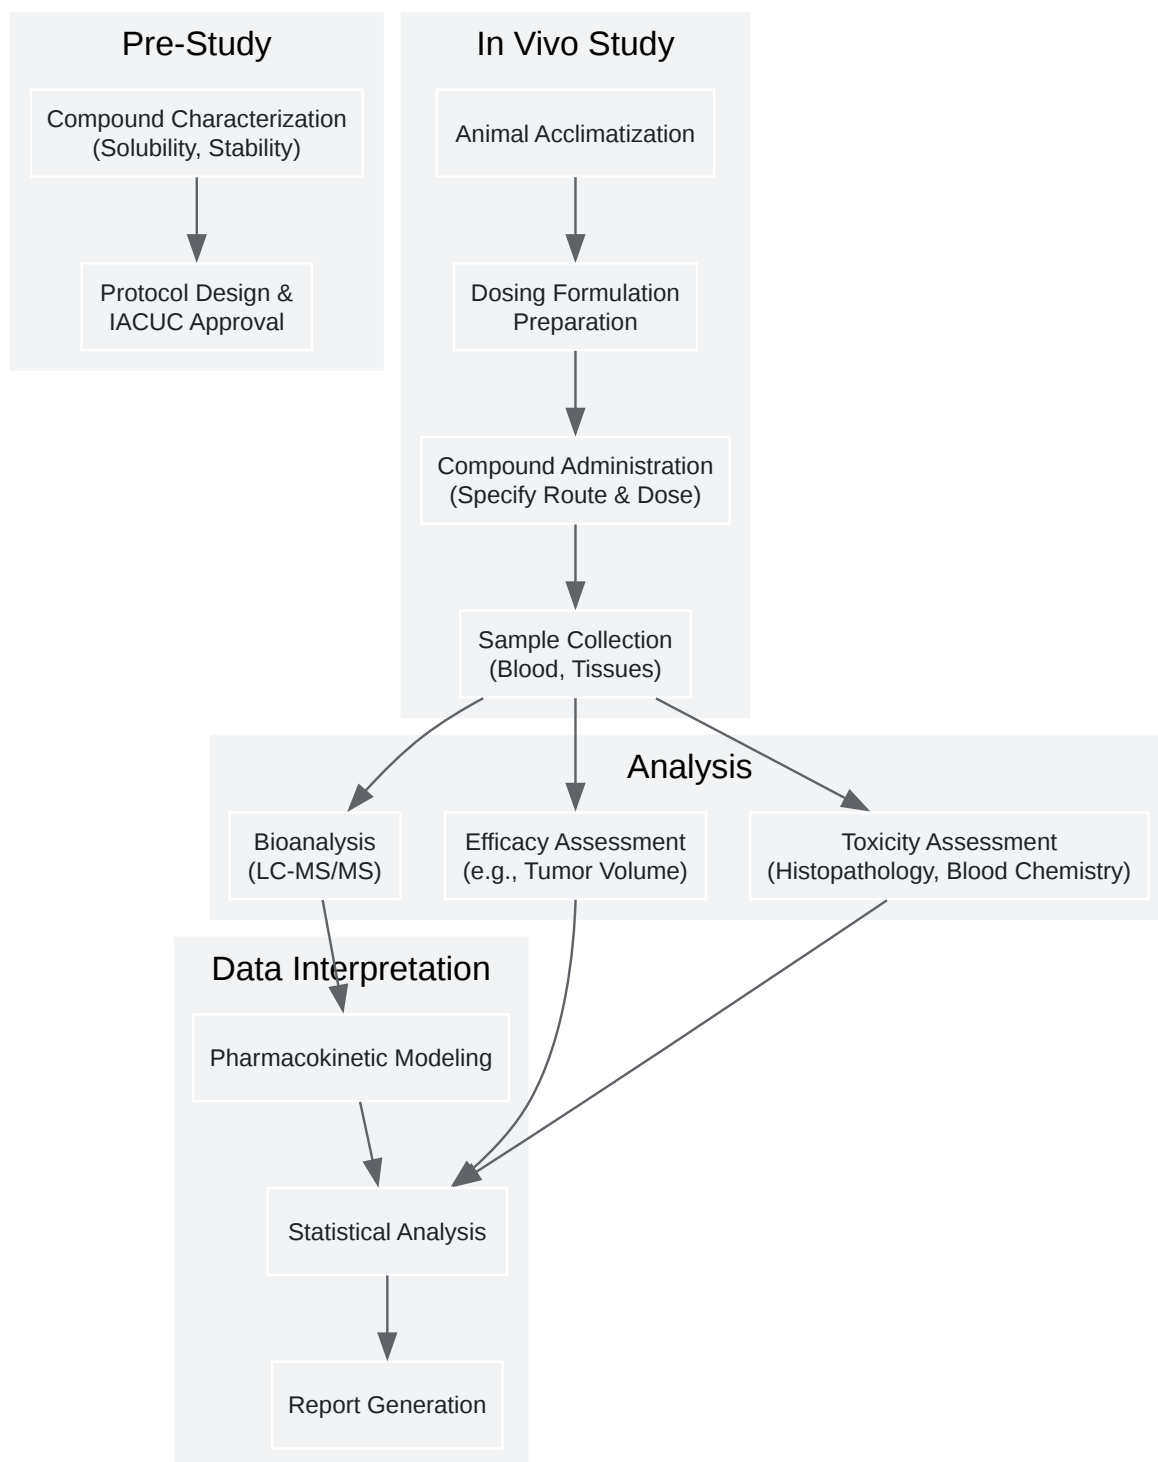 Pre-Study
Compound Characterization
(Solubility, Stability)
Protocol Design &
IACUC Approval
In Vivo Study
Animal Acclimatization
Dosing Formulation
Preparation
Compound Administration
(Specify Route & Dose)
Sample Collection
(Blood, Tissues)
Analysis
Bioanalysis
(LC-MS/MS)
Efficacy Assessment
(e.g., Tumor Volume)
Toxicity Assessment
(Histopathology, Blood Chemistry)
Data Interpretation
Pharmacokinetic Modeling
Statistical Analysis
Report Generation